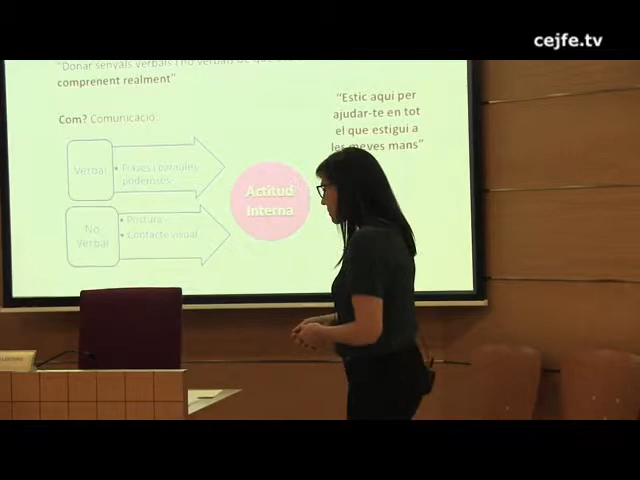 cejfe.tv
"Donar senyals verbals i no verbals de que
comprenent realment"
"Estic aquí per
ajudar-te en tot
el que estigui a
les meves mans"
Com? Comunicació:
Verbal
• Frases i paraules
poderoses
Actitud
Interna
No
Verbal
• Postura
• Contacte visual